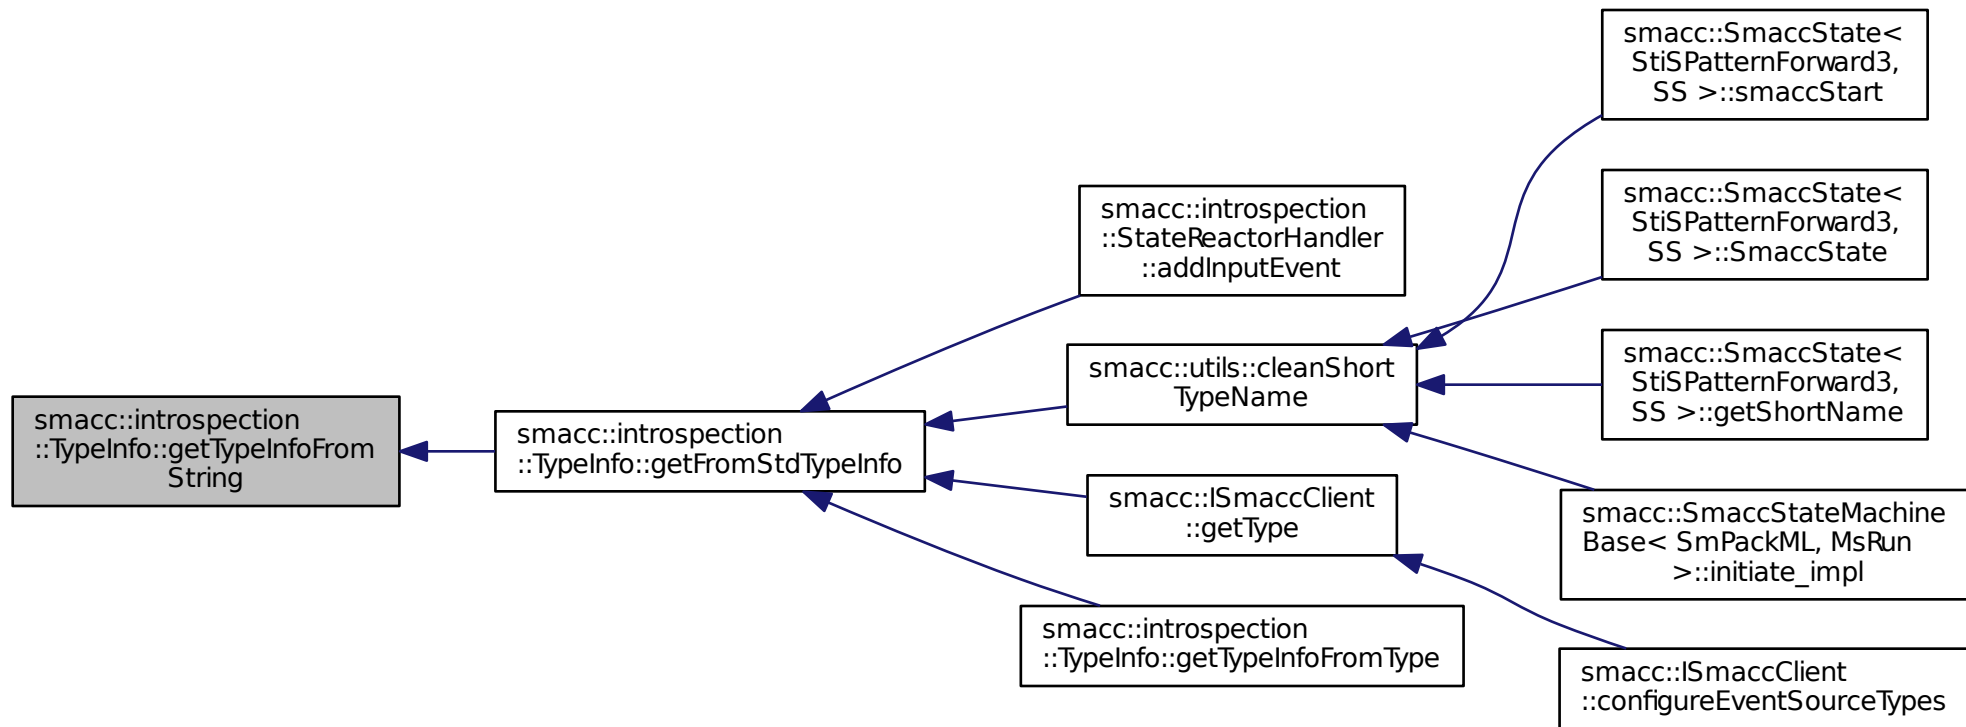 smacc::SmaccState<
StiSPatternForward3,
SS >::smaccStart
smacc::SmaccState<
StiSPatternForward3,
SS >::SmaccState
smacc::introspection
::StateReactorHandler
::addInputEvent
smacc::utils::cleanShort
TypeName
smacc::SmaccState<
StiSPatternForward3,
SS >::getShortName
smacc::introspection
::TypeInfo::getTypeInfoFrom
String
smacc::introspection
::TypeInfo::getFromStdTypeInfo
smacc::ISmaccClient
::getType
smacc::SmaccStateMachine
Base< SmPackML, MsRun
>::initiate_impl
smacc::introspection
::TypeInfo::getTypeInfoFromType
smacc::ISmaccClient
::configureEventSourceTypes